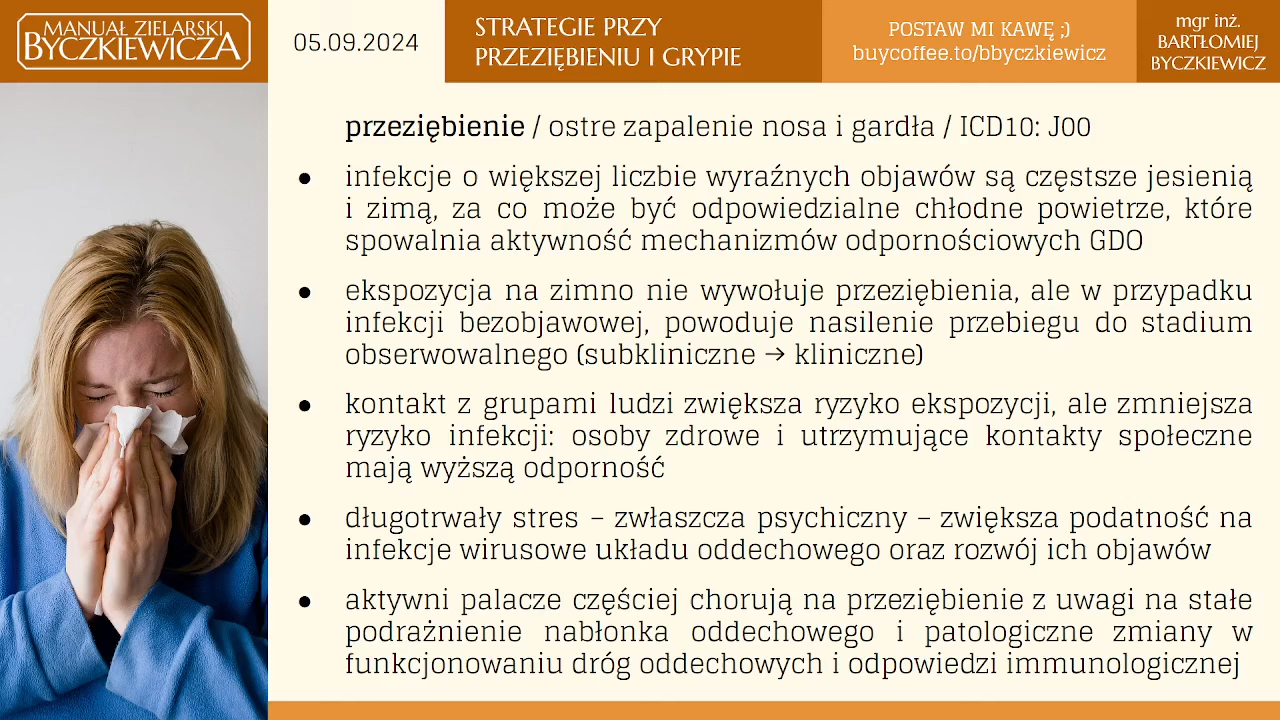 MANUAŁ ZIELARSKI
BYCZKIEWICZA
05.09.2024
STRATEGIE PRZY
PRZEZIĘBIENIU I GRYPIE
POSTAW MI KAWĘ ;)
buycoffee.to/bbyczkiewicz
mgr inż.
BARTŁOMIEJ
BYCZKIEWICZ
przeziębienie / ostre zapalenie nosa i gardła / ICD10: J00
● infekcje o większej liczbie wyraźnych objawów są częstsze jesienią
i zimą, za co może być odpowiedzialne chłodne powietrze, które
spowalnia aktywność mechanizmów odpornościowych GDO
● ekspozycja na zimno nie wywołuje przeziębienia, ale w przypadku
infekcji bezobjawowej, powoduje nasilenie przebiegu do stadium
obserwowalnego (subkliniczne → kliniczne)
● kontakt z grupami ludzi zwiększa ryzyko ekspozycji, ale zmniejsza
ryzyko infekcji: osoby zdrowe i utrzymujące kontakty społeczne
mają wyższą odporność
● długotrwały stres – zwłaszcza psychiczny – zwiększa podatność na
infekcje wirusowe układu oddechowego oraz rozwój ich objawów
● aktywni palacze częściej chorują na przeziębienie z uwagi na stałe
podrażnienie nabłonka oddechowego i patologiczne zmiany w
funkcjonowaniu dróg oddechowych i odpowiedzi immunologicznej